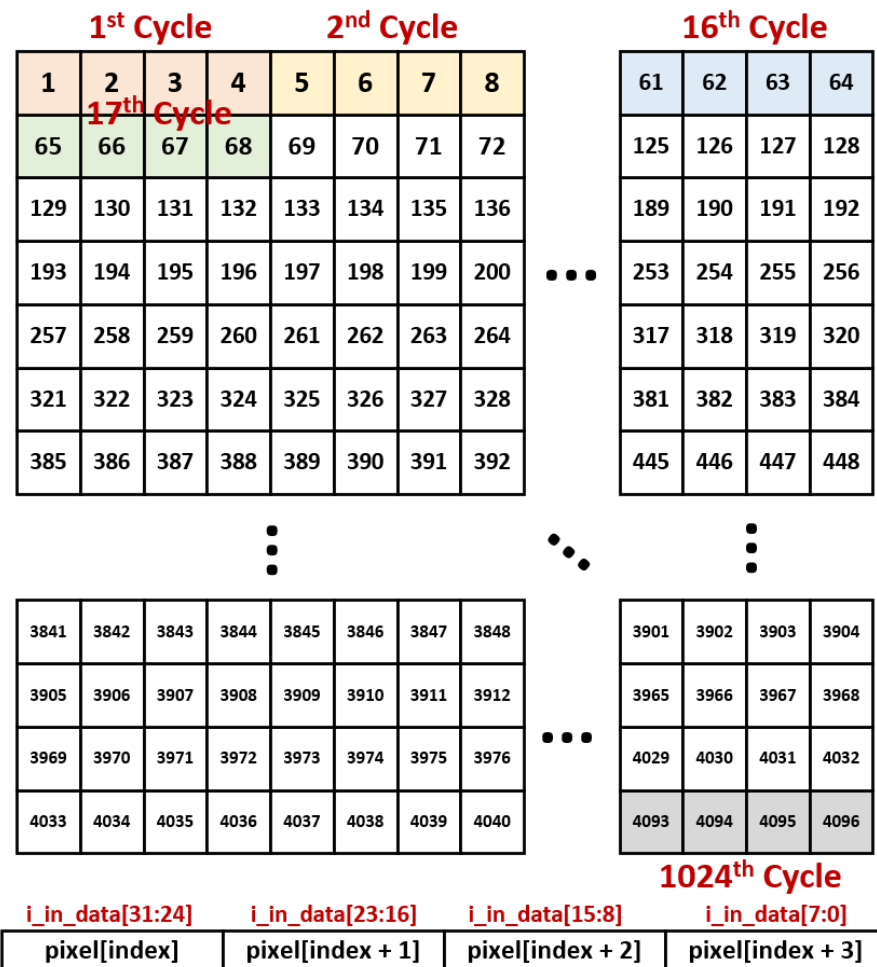 1st Cycle 2nd Cycle 16th Cycle
1 2 3 4 5 6 7 8 61 62 63 64
17th Cycle
65 66 67 68 69 70 71 72 125 126 127 128
129 130 131 132 133 134 135 136 189 190 191 192
193 194 195 196 197 198 199 200 ... 253 254 255 256
257 258 259 260 261 262 263 264 317 318 319 320
321 322 323 324 325 326 327 328 381 382 383 384
385 386 387 388 389 390 391 392 445 446 447 448
3841 3842 3843 3844 3845 3846 3847 3848 3901 3902 3903 3904
3905 3906 3907 3908 3909 3910 3911 3912 3965 3966 3967 3968
3969 3970 3971 3972 3973 3974 3975 3976 ... 4029 4030 4031 4032
4033 4034 4035 4036 4037 4038 4039 4040 4093 4094 4095 4096
1024th Cycle
i_in_data[31:24] i_in_data[23:16] i_in_data[15:8] i_in_data[7:0]
pixel[index] pixel[index + 1] pixel[index + 2] pixel[index + 3]